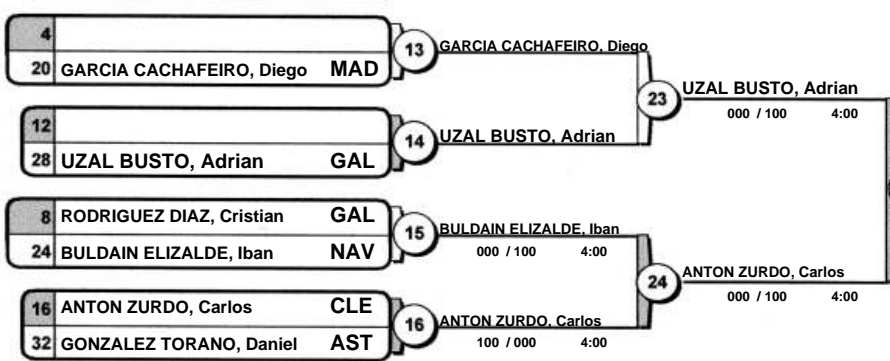 4
20 GARCIA CACHAFEIRO, Diego MAD
13
GARCIA CACHAFEIRO, Diego
12
28 UZAL BUSTO, Adrian GAL
14
UZAL BUSTO, Adrian
23
UZAL BUSTO, Adrian
000 / 100 4:00
8 RODRIGUEZ DIAZ, Cristian GAL
24 BULDAIN ELIZALDE, Iban NAV
15
BULDAIN ELIZALDE, Iban
000 / 100 4:00
16 ANTON ZURDO, Carlos CLE
32 GONZALEZ TORANO, Daniel AST
16
ANTON ZURDO, Carlos
100 / 000 4:00
24
ANTON ZURDO, Carlos
000 / 100 4:00